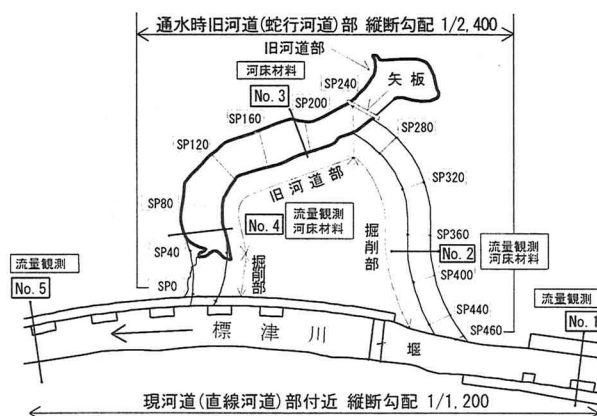 通水時旧河道(蛇行河道)部 縦断勾配 1/2,400
旧河道部
河床材料
SP240
矢板
No.3
SP200
SP160
SP280
SP120
SP320
旧河道部
SP80
No.4
流量観測
河床材料
掘削部
SP360
流量観測
河床材料
No.2
SP40
流量観測
掘削部
SP400
No.5
SP0
SP440
流量観測
No.1
SP460
標津川
堰
現河道(直線河道)部付近 縦断勾配 1/1,200